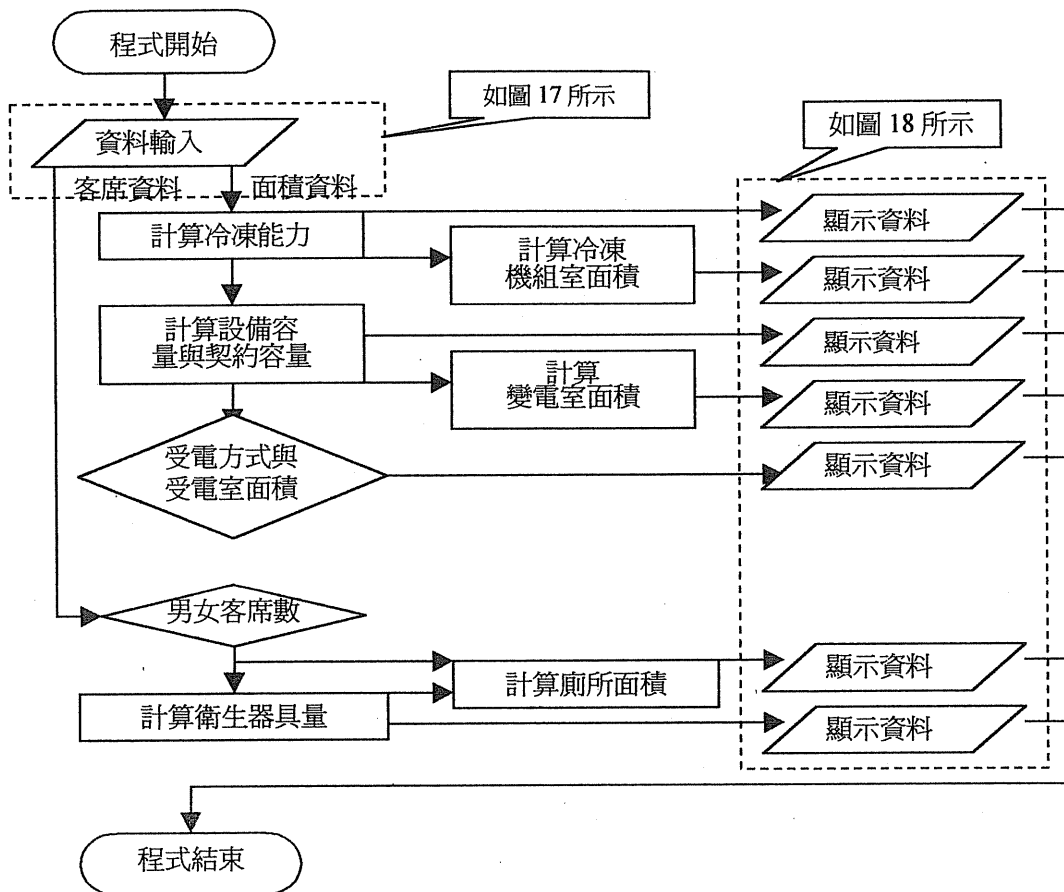 程式開始
如圖 17 所示
如圖 18 所示
資料輸入
客席資料
面積資料
計算冷凍能力
顯示資料
計算冷凍
機組室面積
顯示資料
計算設備容
量與契約容量
顯示資料
計算
變電室面積
顯示資料
受電方式與
受電室面積
顯示資料
男女客席數
計算廁所面積
顯示資料
計算衛生器具量
顯示資料
程式結束